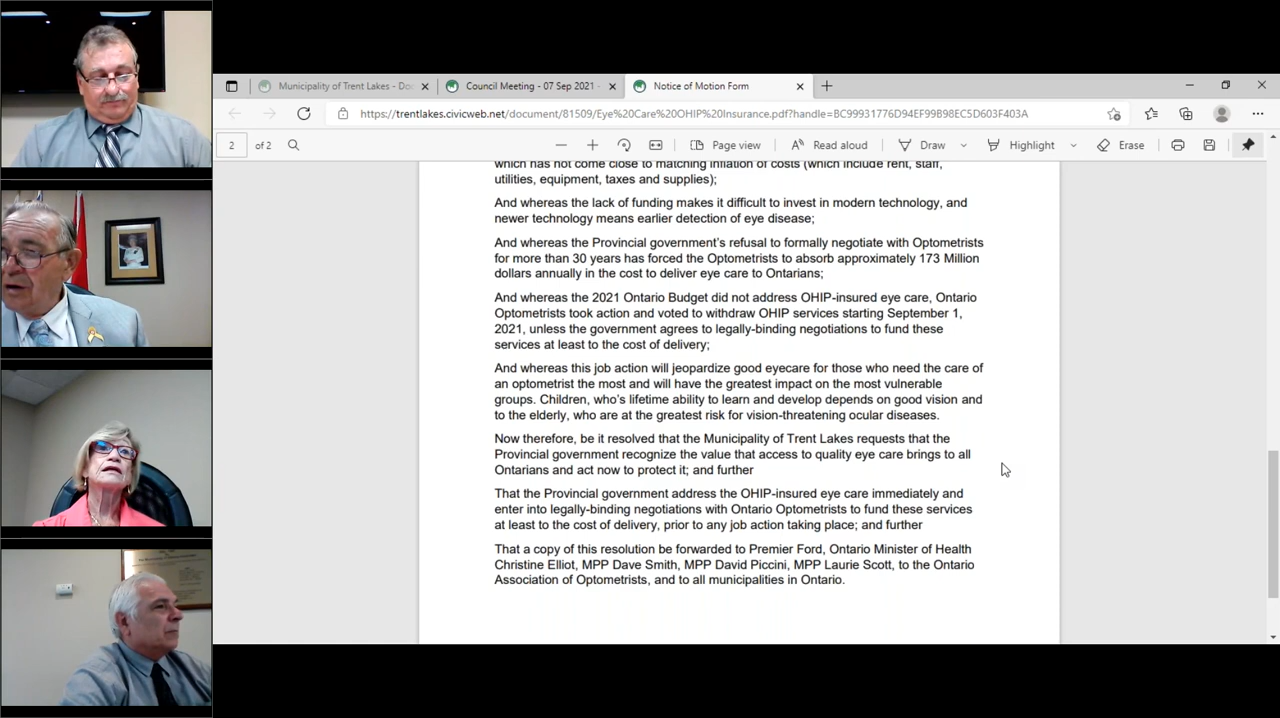 Municipality of Trent Lakes - Doc
Council Meeting - 07 Sep 2021 -
Notice of Motion Form
https://trentlakes.civicweb.net/document/81509/Eye%20Care%20OHIP%20Insurance.pdf?handle=BC99931776D94EF99B98EC5D603F403A
2 of 2
Page view
Read aloud
Draw
Highlight
Erase
which has not come close to matching inflation of costs (which include rent, staff,
utilities, equipment, taxes and supplies);
And whereas the lack of funding makes it difficult to invest in modern technology, and
newer technology means earlier detection of eye disease;
And whereas the Provincial government's refusal to formally negotiate with Optometrists
for more than 30 years has forced the Optometrists to absorb approximately 173 Million
dollars annually in the cost to deliver eye care to Ontarians;
And whereas the 2021 Ontario Budget did not address OHIP-insured eye care, Ontario
Optometrists took action and voted to withdraw OHIP services starting September 1,
2021, unless the government agrees to legally-binding negotiations to fund these
services at least to the cost of delivery;
And whereas this job action will jeopardize good eyecare for those who need the care of
an optometrist the most and will have the greatest impact on the most vulnerable
groups. Children, who's lifetime ability to learn and develop depends on good vision and
to the elderly, who are at the greatest risk for vision-threatening ocular diseases.
Now therefore, be it resolved that the Municipality of Trent Lakes requests that the
Provincial government recognize the value that access to quality eye care brings to all
Ontarians and act now to protect it; and further
That the Provincial government address the OHIP-insured eye care immediately and
enter into legally-binding negotiations with Ontario Optometrists to fund these services
at least to the cost of delivery, prior to any job action taking place; and further
That a copy of this resolution be forwarded to Premier Ford, Ontario Minister of Health
Christine Elliot, MPP Dave Smith, MPP David Piccini, MPP Laurie Scott, to the Ontario
Association of Optometrists, and to all municipalities in Ontario.